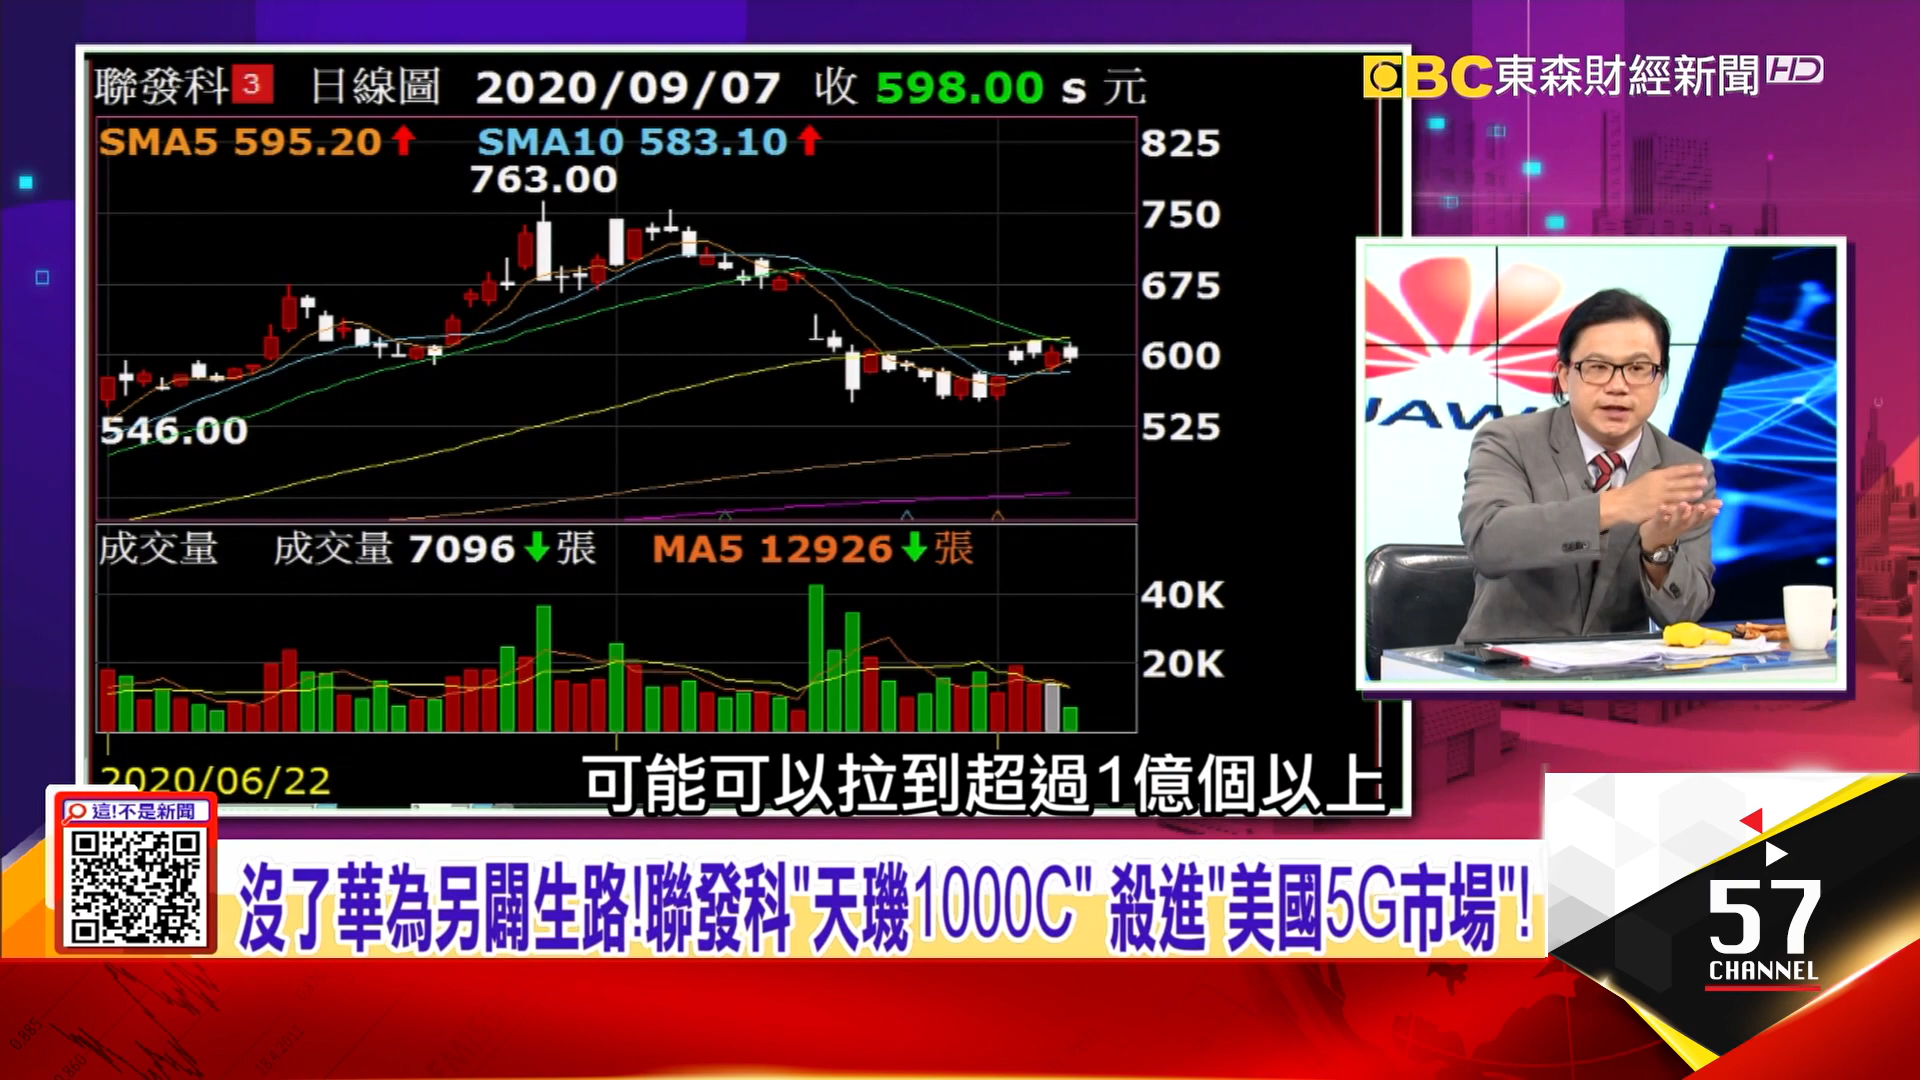 聯發科 3 日線圖 2020/09/07 收 598.00 s 元
EBC 東森財經新聞 HD
SMA5 595.20 SMA10 583.10
763.00
546.00
825
750
675
600
525
成交量 成交量 7096 張 MA5 12926 張
40K
20K
2020/06/22
可能可以拉到超過1億個以上
這!不是新聞
沒了華為另闢生路!聯發科"天璣1000C" 殺進"美國5G市場"!
57
CHANNEL